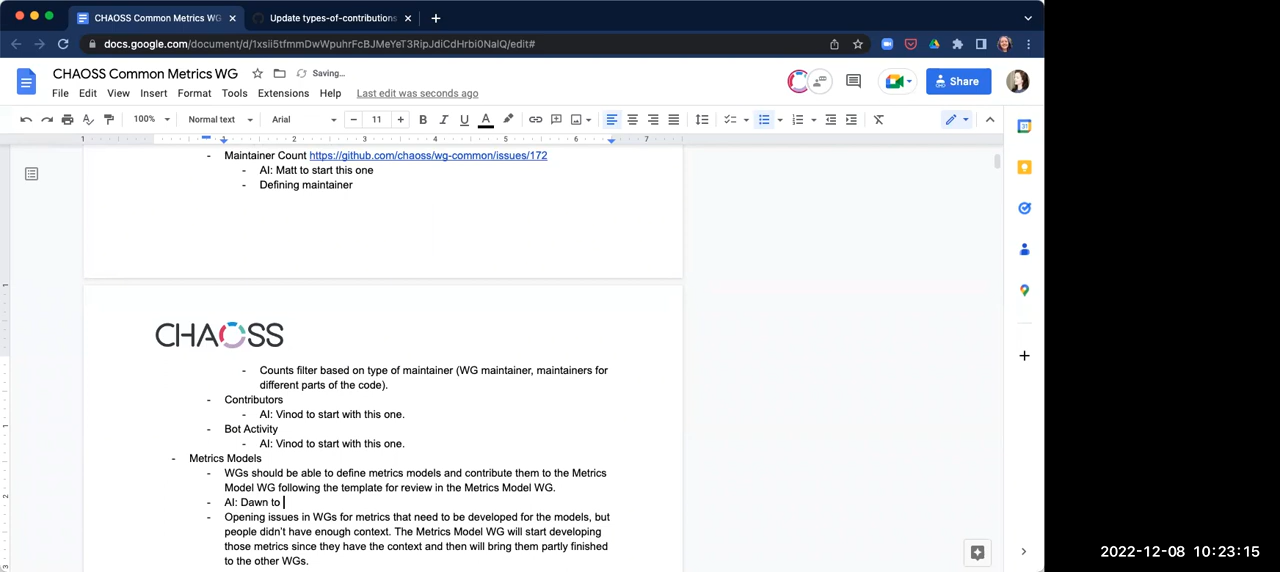 CHAOSS Common Metrics WG
Update types-of-contributions
docs.google.com/document/d/1xsii5tfmmDwWpuhrFcBJMeYeT3RipJdiCdHrbi0NalQ/edit#
CHAOSS Common Metrics WG
Saving…
File Edit View Insert Format Tools Extensions Help Last edit was seconds ago
Share
100% Normal text Arial 11
1 1 2 3 4 5 6 7
- Maintainer Count https://github.com/chaoss/wg-common/issues/172
- AI: Matt to start this one
- Defining maintainer
CHAOSS
- Counts filter based on type of maintainer (WG maintainer, maintainers for
different parts of the code).
- Contributors
- AI: Vinod to start with this one.
- Bot Activity
- AI: Vinod to start with this one.
- Metrics Models
- WGs should be able to define metrics models and contribute them to the Metrics
Model WG following the template for review in the Metrics Model WG.
- AI: Dawn to
- Opening issues in WGs for metrics that need to be developed for the models, but
people didn't have enough context. The Metrics Model WG will start developing
those metrics since they have the context and then will bring them partly finished
to the other WGs.
2022-12-08 10:23:15